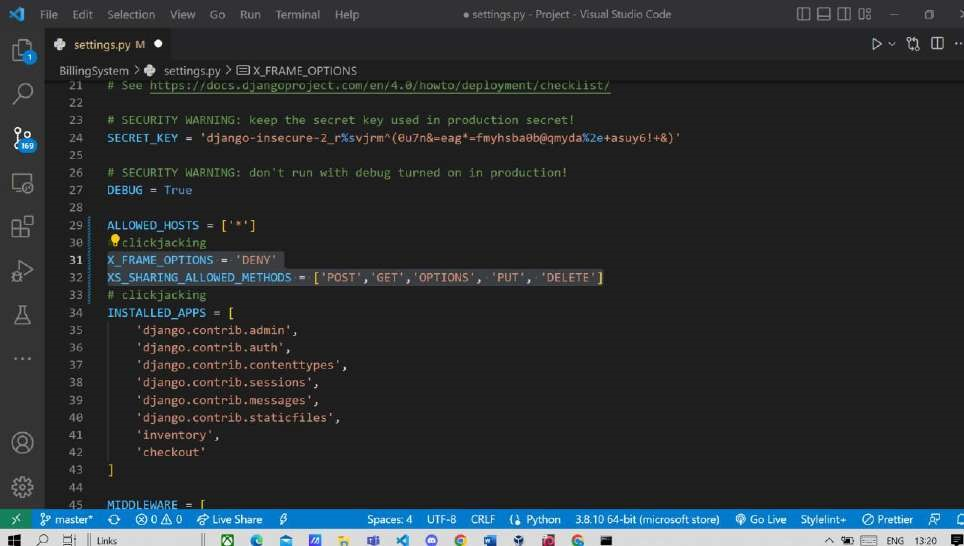 File Edit Selection View Go Run Terminal Help ● settings.py - Project - Visual Studio Code
settings.py M ●
BillingSystem > settings.py > X_FRAME_OPTIONS
21 # See https://docs.djangoproject.com/en/4.0/howto/deployment/checklist/
22
23 # SECURITY WARNING: keep the secret key used in production secret!
24 SECRET_KEY = 'django-insecure-2_r%svjrm^(0u7n&=eag*=fmyhsba0b@qmyda%2e+asuy6!+&)'
25
26 # SECURITY WARNING: don't run with debug turned on in production!
27 DEBUG = True
28
29 ALLOWED_HOSTS = ['*']
30 # clickjacking
31 X_FRAME_OPTIONS = 'DENY'
32 XS_SHARING_ALLOWED_METHODS = ['POST','GET','OPTIONS', 'PUT', 'DELETE']
33 # clickjacking
34 INSTALLED_APPS = [
35 'django.contrib.admin',
36 'django.contrib.auth',
37 'django.contrib.contenttypes',
38 'django.contrib.sessions',
39 'django.contrib.messages',
40 'django.contrib.staticfiles',
41 'inventory',
42 'checkout'
43 ]
44
45 MIDDLEWARE = [
1
169
master* 0 0 Live Share Spaces: 4 UTF-8 CRLF Python 3.8.10 64-bit (microsoft store) Go Live Stylelint+ Prettier
Links ENG 13:20